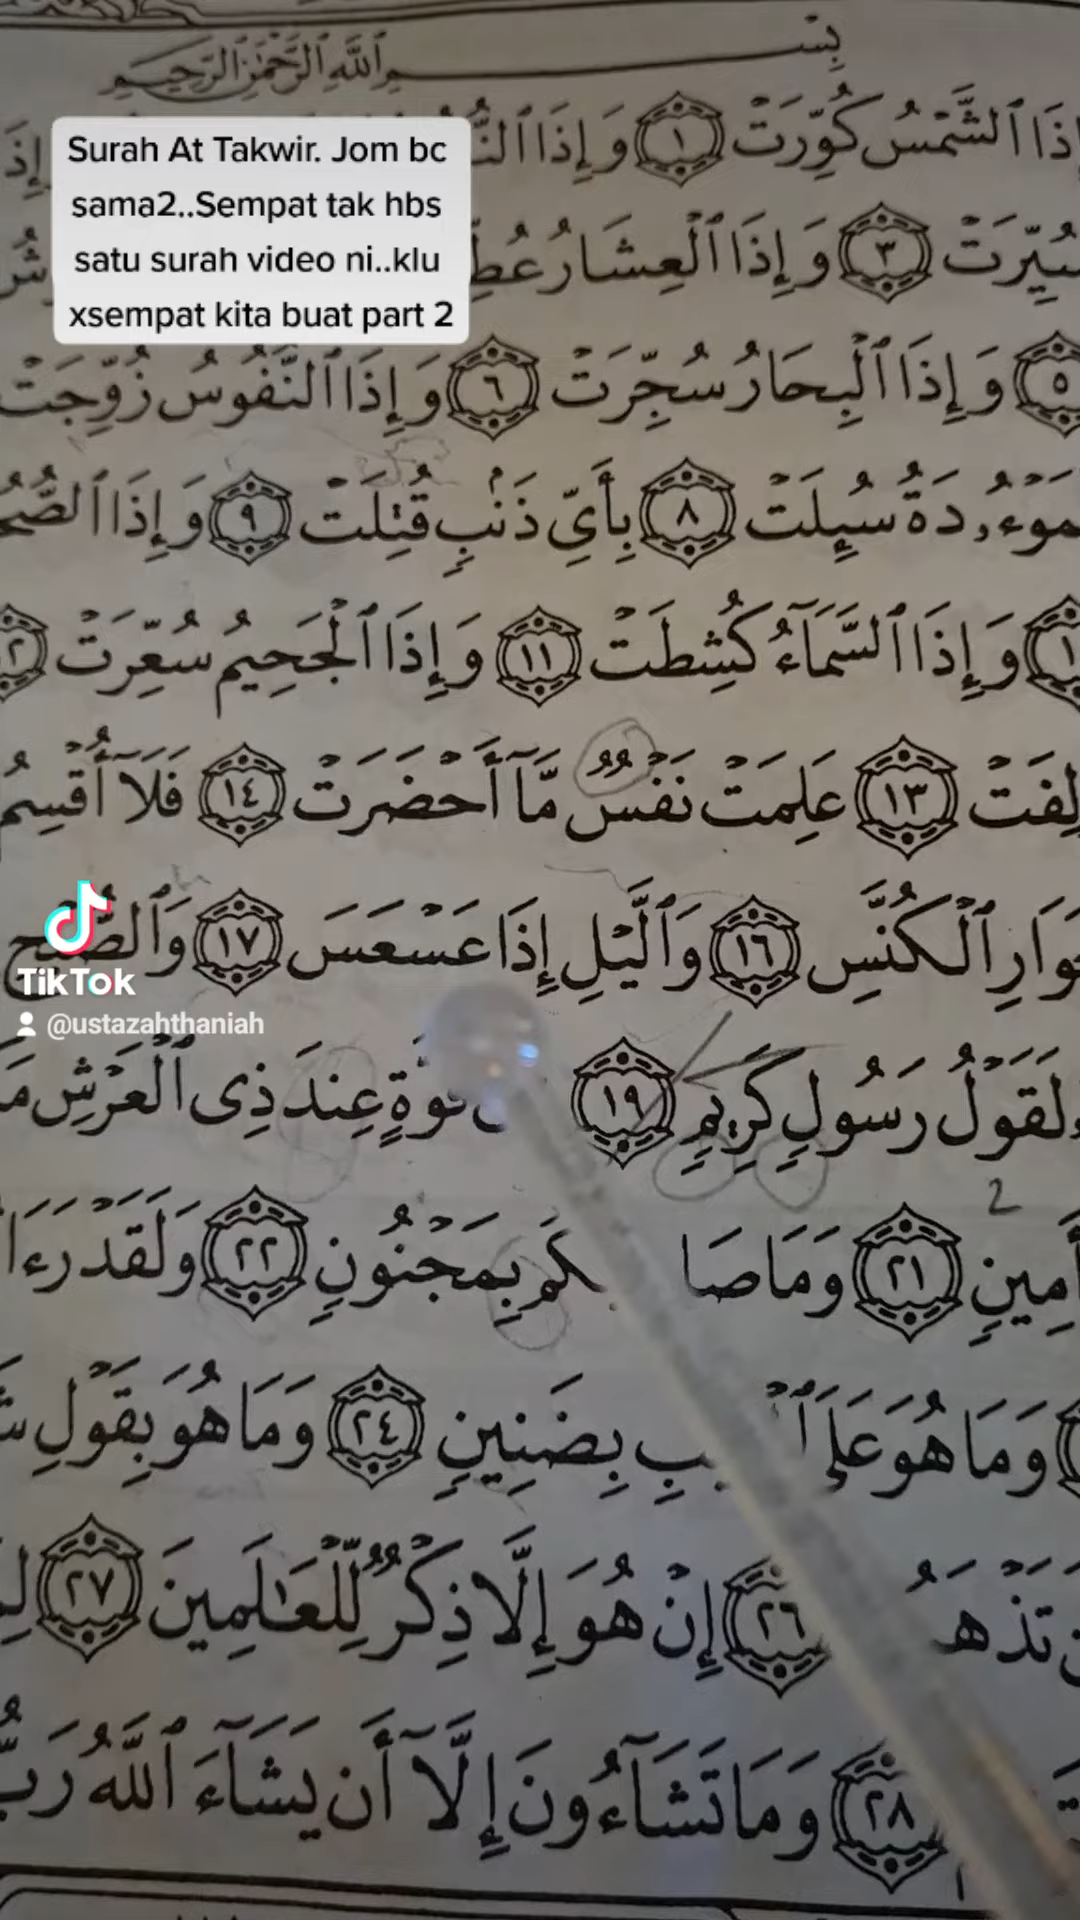 بِسْمِ ٱللَّهِ ٱلرَّحْمَٰنِ ٱلرَّحِيمِ
Surah At Takwir. Jom bc
sama2..Sempat tak hbs
satu surah video ni..klu
xsempat kita buat part 2
ٱلشَّمْسُ كُوِّرَتْ ١ وَإِذَا
سُيِّرَتْ ٣ وَإِذَا ٱلْعِشَارُ
٥ وَإِذَا ٱلْبِحَارُ سُجِّرَتْ ٦ وَإِذَا ٱلنُّفُوسُ زُوِّجَتْ
سُئِلَتْ ٨ بِأَىِّ ذَنۢبٍ قُتِلَتْ ٩ وَإِذَا
وَإِذَا ٱلسَّمَآءُ كُشِطَتْ ١١ وَإِذَا ٱلْجَحِيمُ سُعِّرَتْ
١٣ عَلِمَتْ نَفْسٌ مَّآ أَحْضَرَتْ ١٤ فَلَآ أُقْسِمُ
ٱلْكُنَّسِ ١٦ وَٱلَّيْلِ إِذَا عَسْعَسَ ١٧
TikTok
@ustazahthaniah
لَقَوْلُ رَسُولٍ كَرِيمٍ ١٩ قُوَّةٍ عِندَ ذِى ٱلْعَرْشِ
2
أَمِينٍ ٢١ وَمَا بِمَجْنُونٍ ٢٢ وَلَقَدْ
وَمَا هُوَ عَلَى بِضَنِينٍ ٢٤ وَمَا هُوَ بِقَوْلِ
٢٦ إِنْ هُوَ إِلَّا ذِكْرٌ لِّلْعَٰلَمِينَ ٢٧
٢٨ وَمَا تَشَآءُونَ إِلَّآ أَن يَشَآءَ ٱللَّهُ